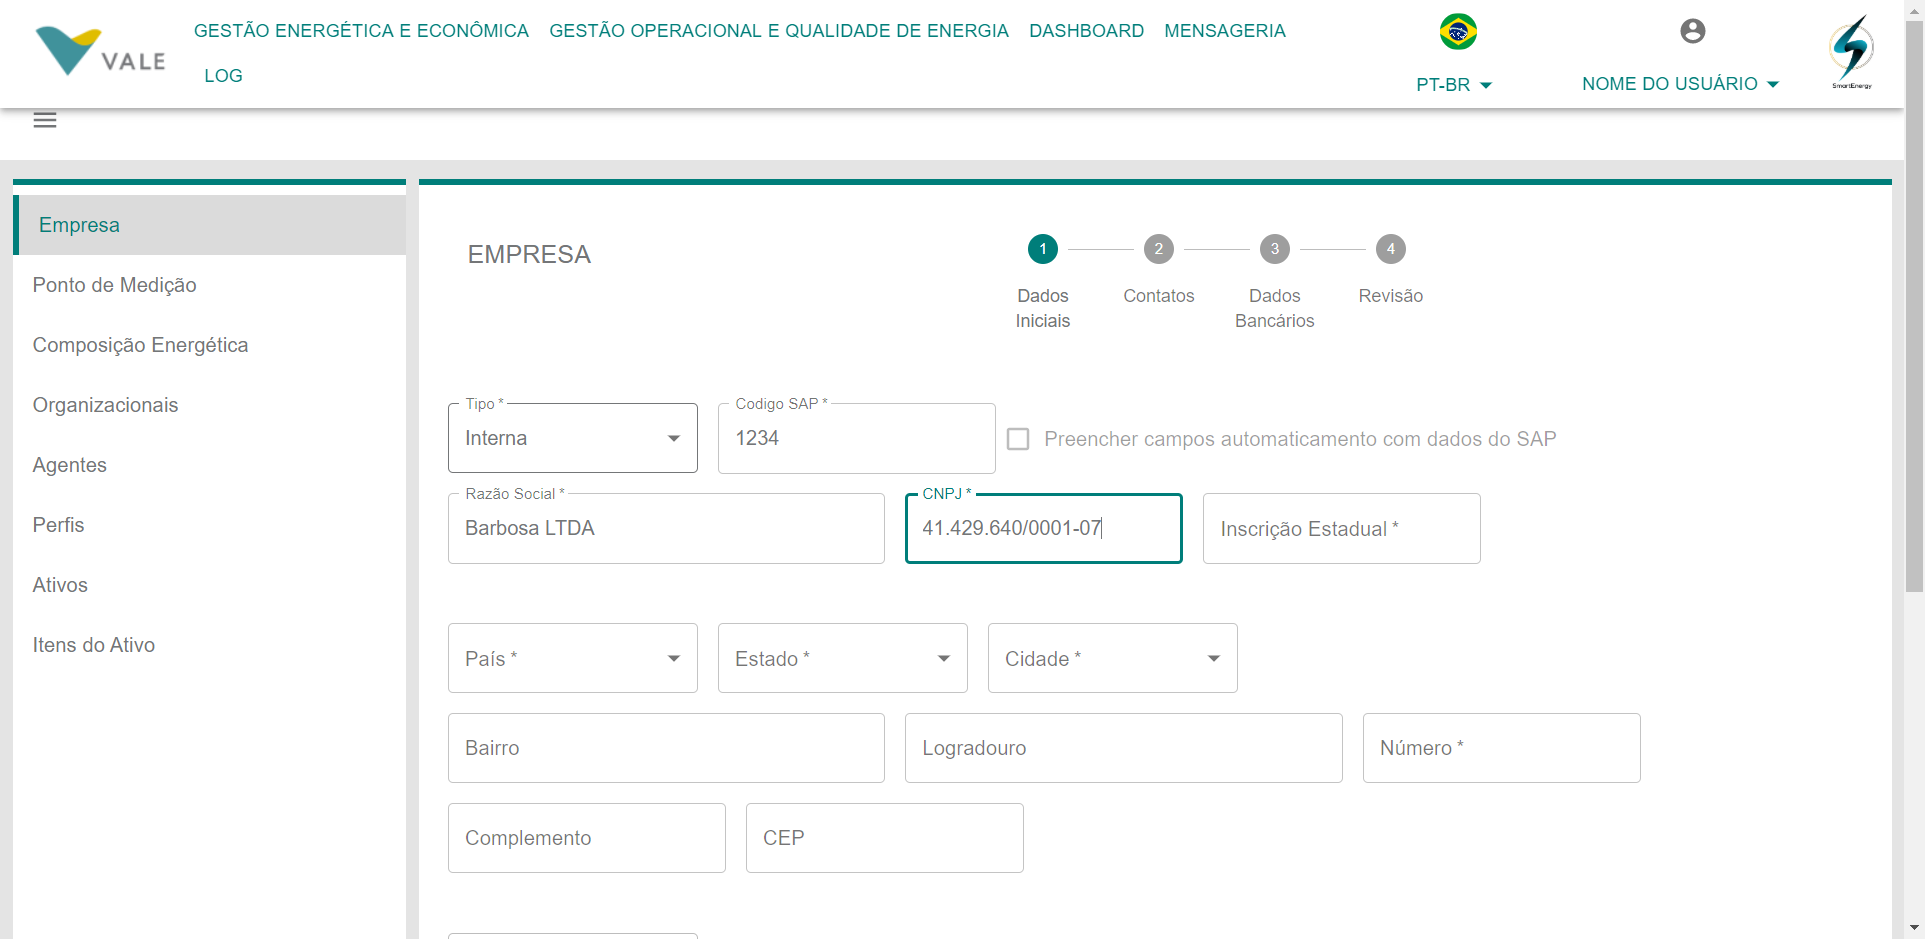 VALE
GESTÃO ENERGÉTICA E ECONÔMICA GESTÃO OPERACIONAL E QUALIDADE DE ENERGIA DASHBOARD MENSAGERIA
LOG
PT-BR
NOME DO USUÁRIO
SmartEnergy
Empresa
Ponto de Medição
Composição Energética
Organizacionais
Agentes
Perfis
Ativos
Itens do Ativo
EMPRESA
1 2 3 4
Dados Iniciais
Contatos
Dados Bancários
Revisão
Tipo *
Interna
Codigo SAP *
1234
Preencher campos automaticamento com dados do SAP
Razão Social *
Barbosa LTDA
CNPJ *
41.429.640/0001-07
Inscrição Estadual *
País *
Estado *
Cidade *
Bairro
Logradouro
Número *
Complemento
CEP